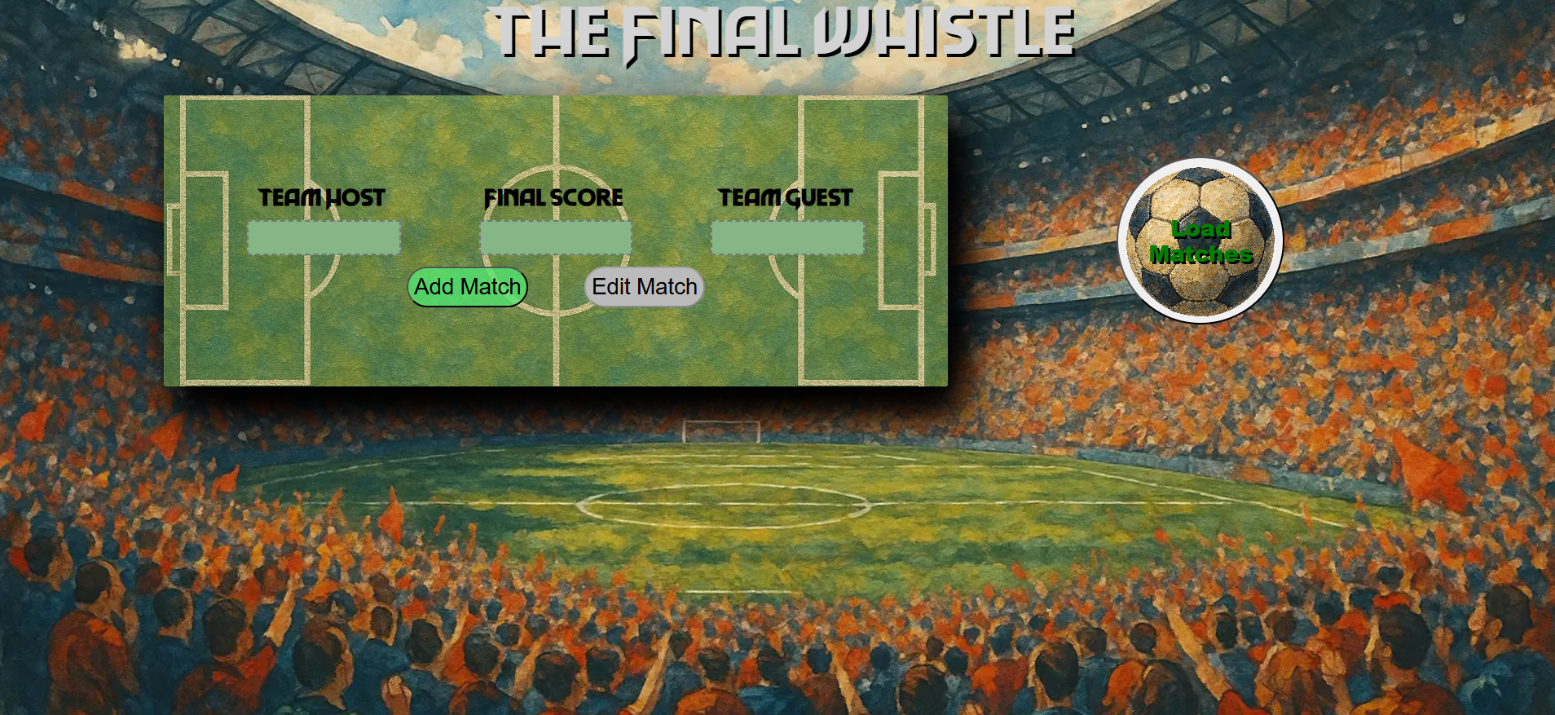 THE FINAL WHISTLE
TEAM HOST
FINAL SCORE
TEAM GUEST
Add Match
Edit Match
Load
Matches